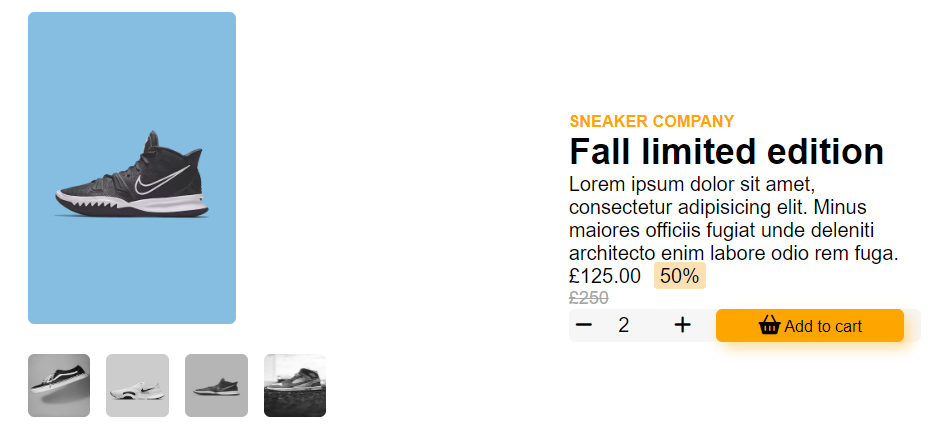 SNEAKER COMPANY
Fall limited edition
Lorem ipsum dolor sit amet,
consectetur adipisicing elit. Minus
maiores officiis fugiat unde deleniti
architecto enim labore odio rem fuga.
£125.00 50%
£250
− 2 + Add to cart